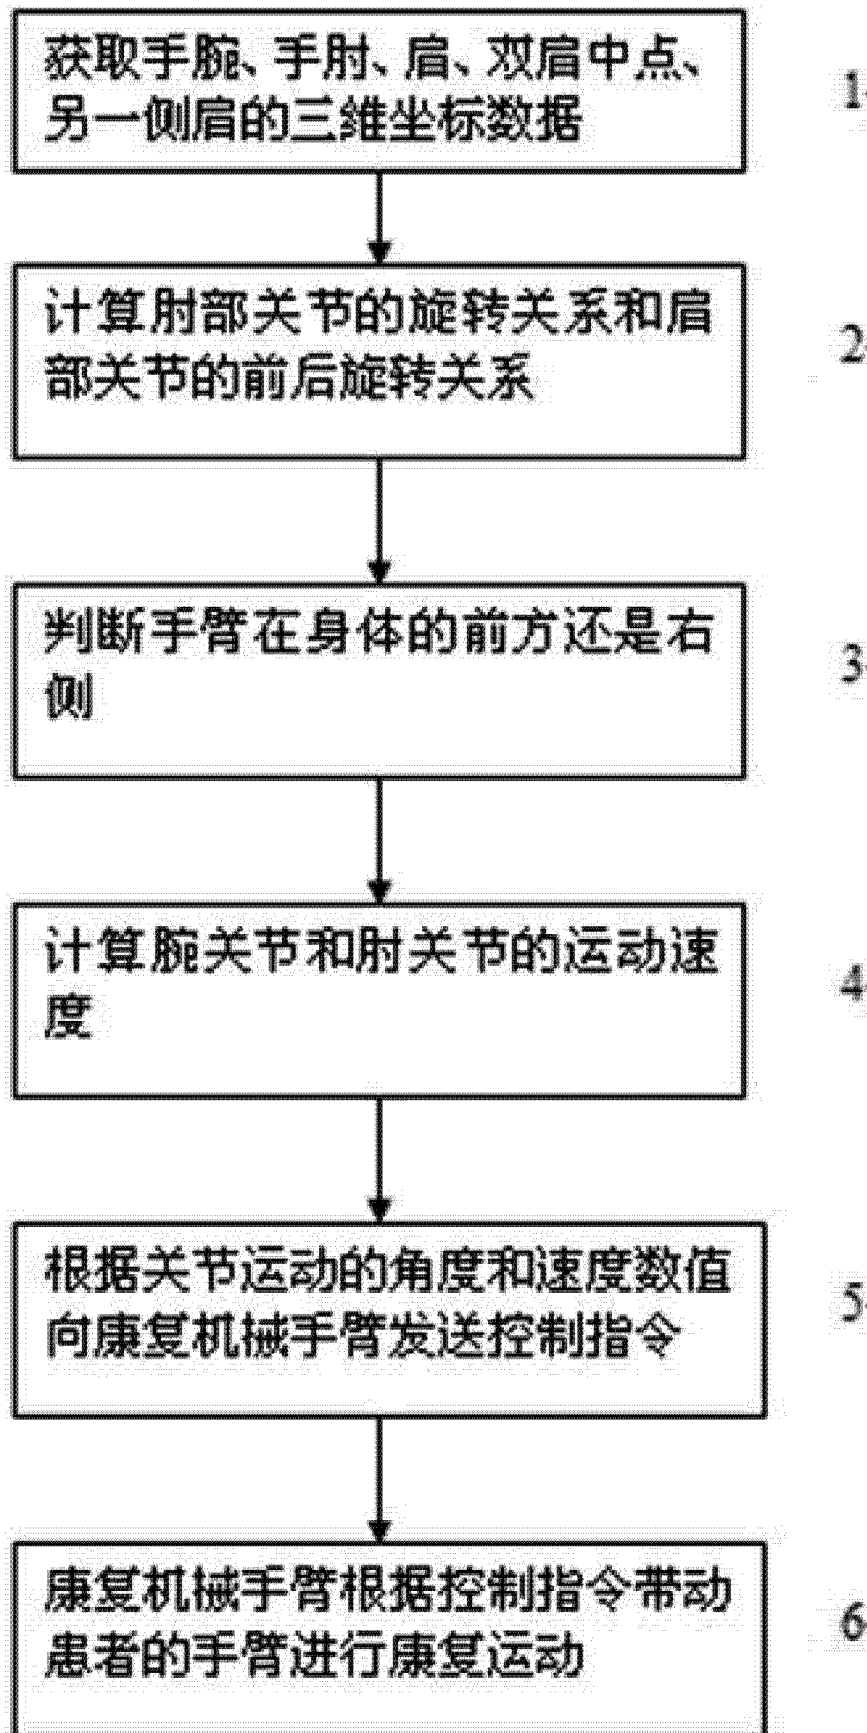 获取手腕、手肘、肩、双肩中点、
另一侧肩的三维坐标数据
1
计算肘部关节的旋转关系和肩
部关节的前后旋转关系
2
判断手臂在身体的前方还是右
侧
3
计算腕关节和肘关节的运动速
度
4
根据关节运动的角度和速度数值
向康复机械手臂发送控制指令
5
康复机械手臂根据控制指令带动
患者的手臂进行康复运动
6